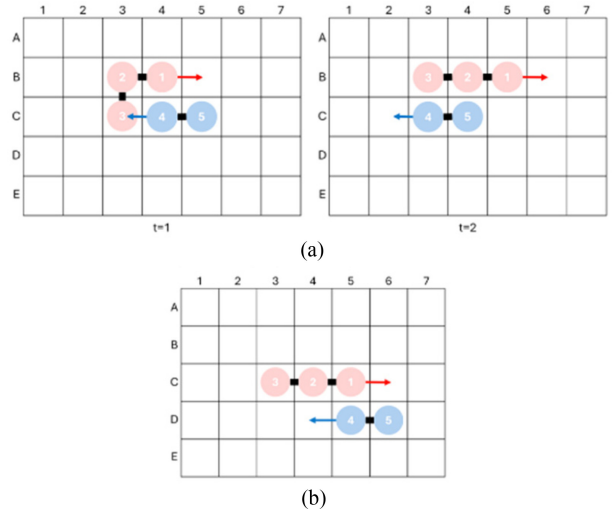 1 2 3 4 5 6 7 1 2 3 4 5 6 7
A A
B 2 1 B 3 2 1
C 3 4 5 C 4 5
D D
E E
t=1 t=2
(a)
1 2 3 4 5 6 7
A
B
C 3 2 1
D 4 5
E
(b)